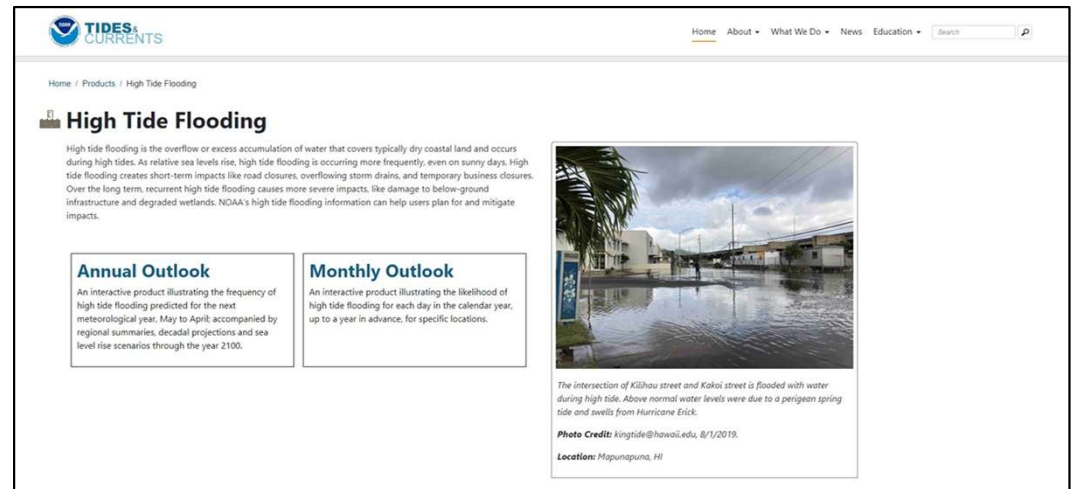 NOAA
TIDES&
CURRENTS
Home About What We Do News Education Search
Home / Products / High Tide Flooding
High Tide Flooding
High tide flooding is the overflow or excess accumulation of water that covers typically dry coastal land and occurs
during high tides. As relative sea levels rise, high tide flooding is occurring more frequently, even on sunny days. High
tide flooding creates short-term impacts like road closures, overflowing storm drains, and temporary business closures.
Over the long term, recurrent high tide flooding causes more severe impacts, like damage to below-ground
infrastructure and degraded wetlands. NOAA's high tide flooding information can help users plan for and mitigate
impacts.
Annual Outlook
An interactive product illustrating the frequency of
high tide flooding predicted for the next
meteorological year, May to April; accompanied by
regional summaries, decadal projections and sea
level rise scenarios through the year 2100.
Monthly Outlook
An interactive product illustrating the likelihood of
high tide flooding for each day in the calendar year,
up to a year in advance, for specific locations.
The intersection of Kilihau street and Kakoi street is flooded with water
during high tide. Above normal water levels were due to a perigean spring
tide and swells from Hurricane Erick.
Photo Credit: kingtide@hawaii.edu, 8/1/2019.
Location: Mapunapuna, HI